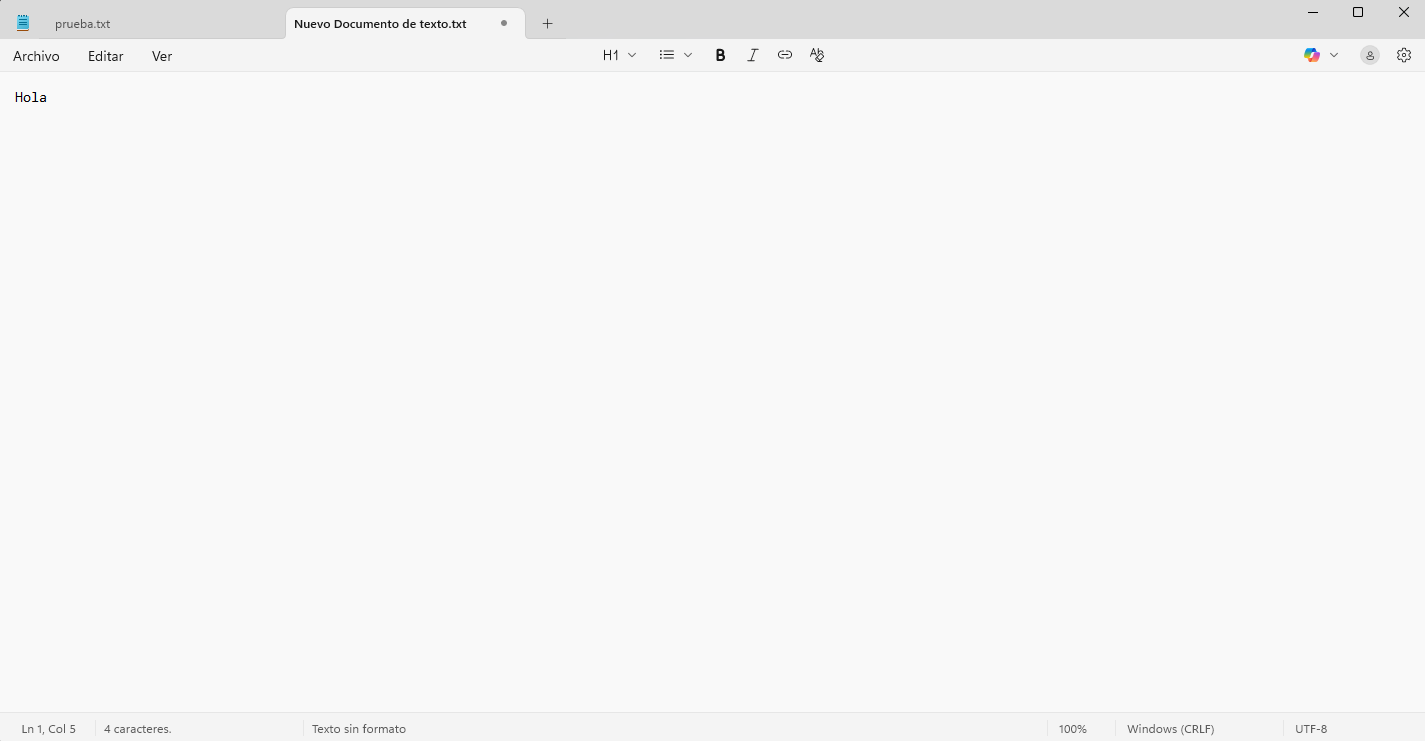 prueba.txt
Nuevo Documento de texto.txt
Archivo Editar Ver H1 B I
Hola
Ln 1, Col 5 4 caracteres. Texto sin formato 100% Windows (CRLF) UTF-8